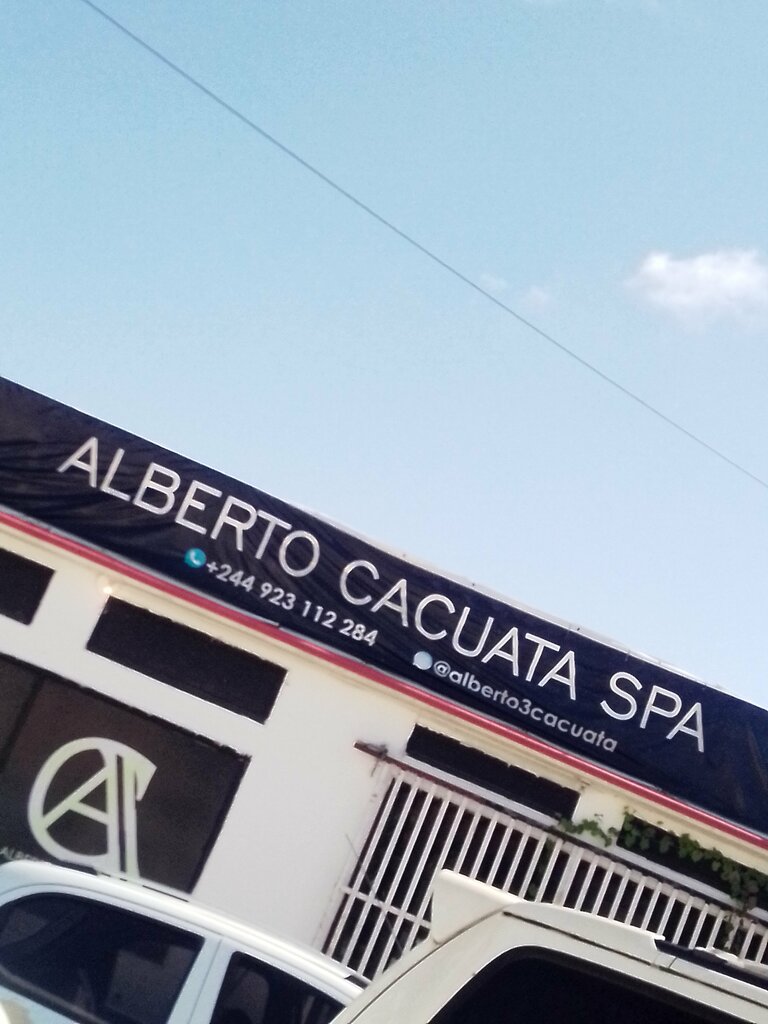 ALBERTO CACUATA SPA
+244 923 112 284
@alberto3cacuata